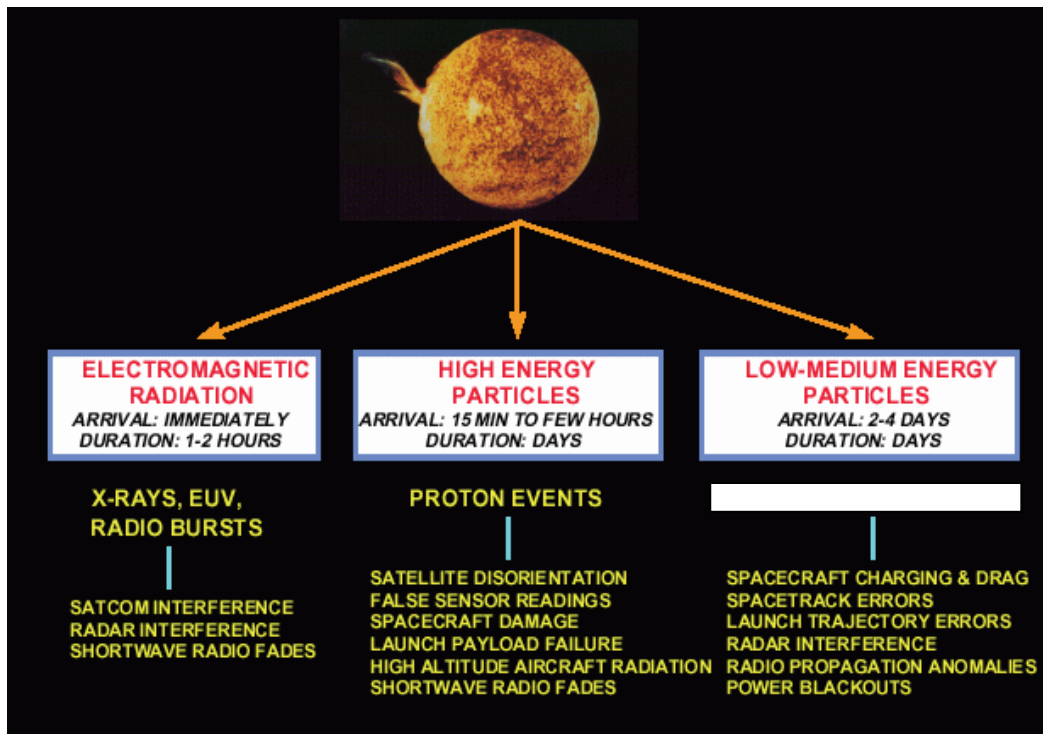 ELECTROMAGNETIC
RADIATION
ARRIVAL: IMMEDIATELY
DURATION: 1-2 HOURS
X-RAYS, EUV,
RADIO BURSTS
SATCOM INTERFERENCE
RADAR INTERFERENCE
SHORTWAVE RADIO FADES
HIGH ENERGY
PARTICLES
ARRIVAL: 15 MIN TO FEW HOURS
DURATION: DAYS
PROTON EVENTS
SATELLITE DISORIENTATION
FALSE SENSOR READINGS
SPACECRAFT DAMAGE
LAUNCH PAYLOAD FAILURE
HIGH ALTITUDE AIRCRAFT RADIATION
SHORTWAVE RADIO FADES
LOW-MEDIUM ENERGY
PARTICLES
ARRIVAL: 2-4 DAYS
DURATION: DAYS
SPACECRAFT CHARGING & DRAG
SPACETRACK ERRORS
LAUNCH TRAJECTORY ERRORS
RADAR INTERFERENCE
RADIO PROPAGATION ANOMALIES
POWER BLACKOUTS